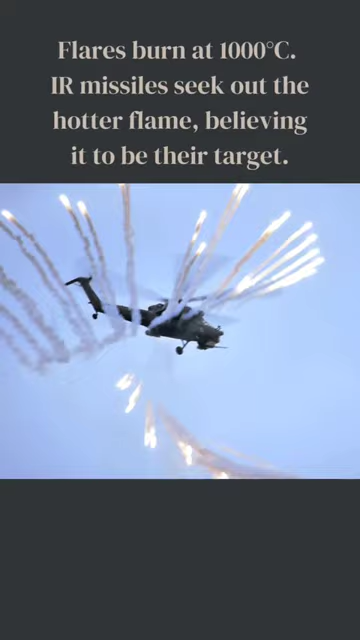 Flares burn at 1000°C.
IR missiles seek out the
hotter flame, believing
it to be their target.